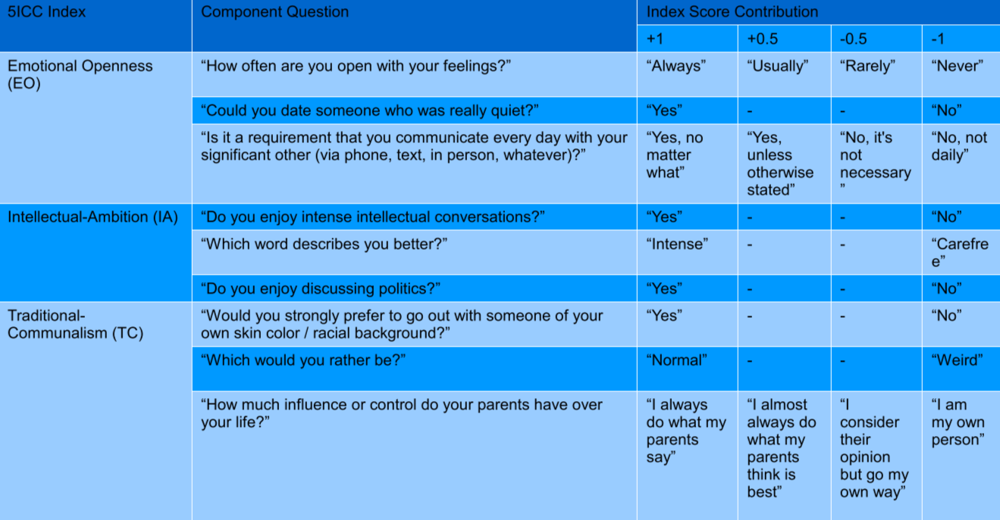 5ICC Index Component Question Index Score Contribution
+1 +0.5 -0.5 -1
Emotional Openness “How often are you open with your feelings?” “Always” “Usually” “Rarely” “Never”
(EO)
“Could you date someone who was really quiet?” “Yes” - - “No”
“Is it a requirement that you communicate every day with your “Yes, no “Yes, “No, it's “No, not
significant other (via phone, text, in person, whatever)?” matter unless not daily”
what” otherwise necessary
stated” ”
Intellectual-Ambition (IA) “Do you enjoy intense intellectual conversations?” “Yes” - - “No”
“Which word describes you better?” “Intense” - - “Carefre
e”
“Do you enjoy discussing politics?” “Yes” - - “No”
Traditional- “Would you strongly prefer to go out with someone of your “Yes” - - “No”
Communalism (TC) own skin color / racial background?”
“Which would you rather be?” “Normal” - - “Weird”
“How much influence or control do your parents have over “I always “I almost “I “I am
your life?” do what my always do consider my own
parents what my their person”
say” parents opinion
think is but go my
best” own way”